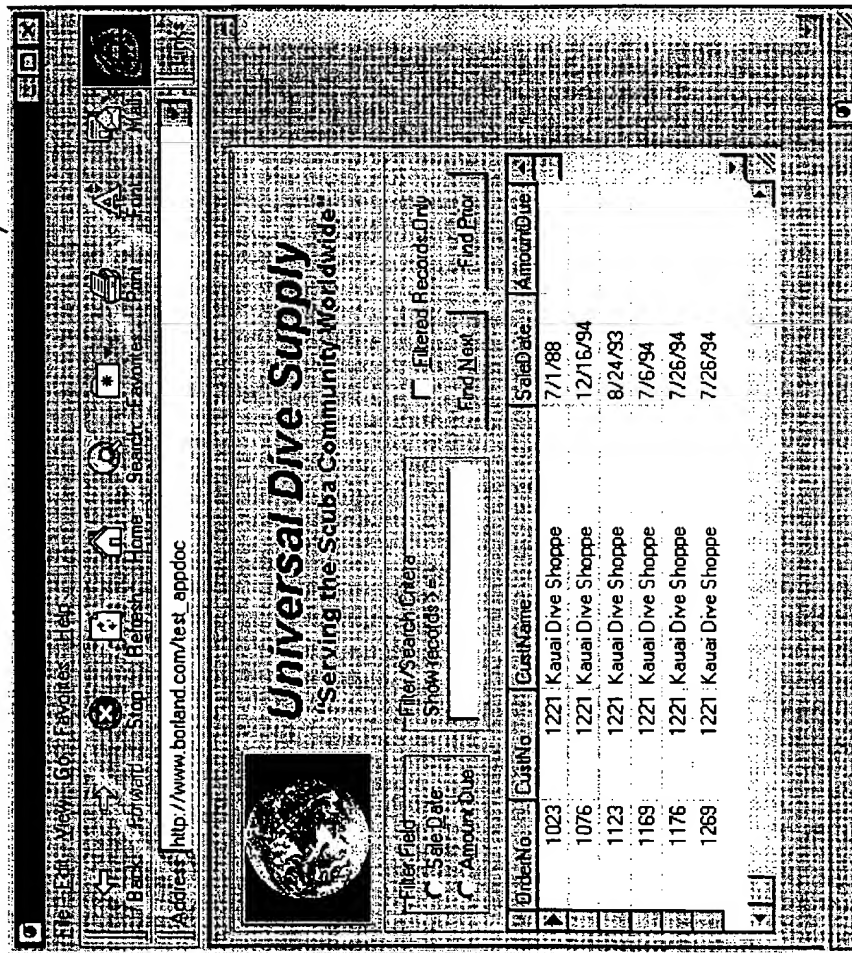 File Edit View Go Favorites Help
Back Forward Stop Refresh Home Search Favorites Print Font Mail
Address http://www.borland.com/test_appdoc Links
Universal Dive Supply
"Serving the Scuba Community Worldwide"
Filter Field
Sale Date
Amount Due
Filter/Search Criteria
Show records >=:
Filtered Records Only
Find Next Find Prior
OrderNo CustNo CustName SaleDate AmountDue
1023 1221 Kauai Dive Shoppe 7/1/88
1076 1221 Kauai Dive Shoppe 12/16/94
1123 1221 Kauai Dive Shoppe 8/24/93
1169 1221 Kauai Dive Shoppe 7/6/94
1176 1221 Kauai Dive Shoppe 7/26/94
1269 1221 Kauai Dive Shoppe 7/26/94